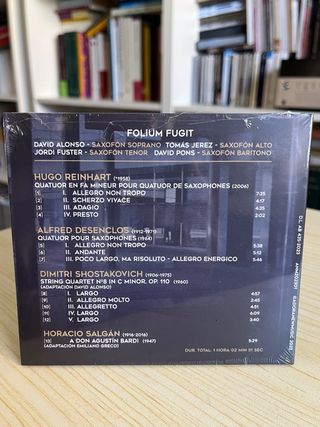 FOLIUM FUGIT
DAVID ALONSO - SAXOFÓN SOPRANO  TOMÁS JEREZ - SAXOFÓN ALTO
JORDI FUSTER - SAXOFÓN TENOR  DAVID PONS - SAXOFÓN BARÍTONO
HUGO REINHART (*1958)
QUATUOR EN FA MINEUR POUR QUATUOR DE SAXOPHONES (2006)
[1] I. ALLEGRO NON TROPO 7:35
[2] II. SCHERZO VIVACE 4:17
[3] III. ADAGIO 4:35
[4] IV. PRESTO 2:02
ALFRED DESENCLOS (1912-1971)
QUATUOR POUR SAXOPHONES (1964)
[5] I. ALLEGRO NON TROPO 5:38
[6] II. ANDANTE 5:12
[7] III. POCO LARGO, MA RISOLUTO - ALLEGRO ENERGICO 5:46
DIMITRI SHOSTAKOVICH (1906-1975)
STRING QUARTET Nº8 IN C MINOR, OP. 110 (1960)
(ADAPTACIÓN DAVID ALONSO)
[8] I. LARGO 4:57
[9] II. ALLEGRO MOLTO 2:45
[10] III. ALLEGRETTO 4:51
[11] IV. LARGO
[12] V. LARGO 3:40
HORACIO SALGÁN (1916-2016)
[13] A DON AGUSTÍN BARDI (1947) 5:29
(ADAPTACIÓN EMILIANO GRECO)
DUR. TOTAL: 1 HORA 02 MIN 51 SEC